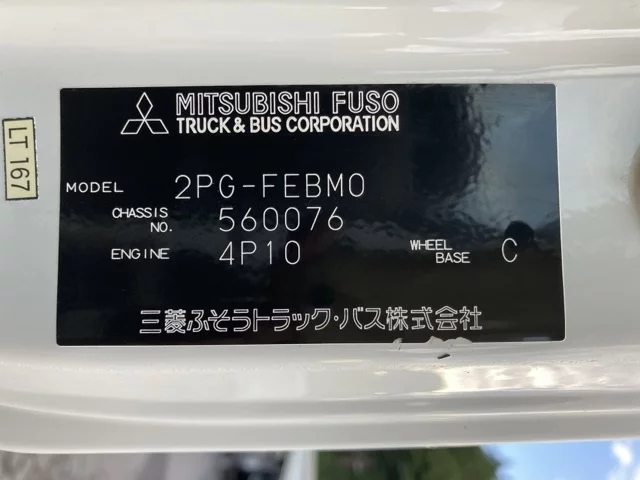 MITSUBISHI FUSO
TRUCK & BUS CORPORATION
LT 167
MODEL 2PG-FEBM0
CHASSIS NO. 560076
ENGINE 4P10 WHEEL BASE C
三菱ふそうトラック・バス株式会社